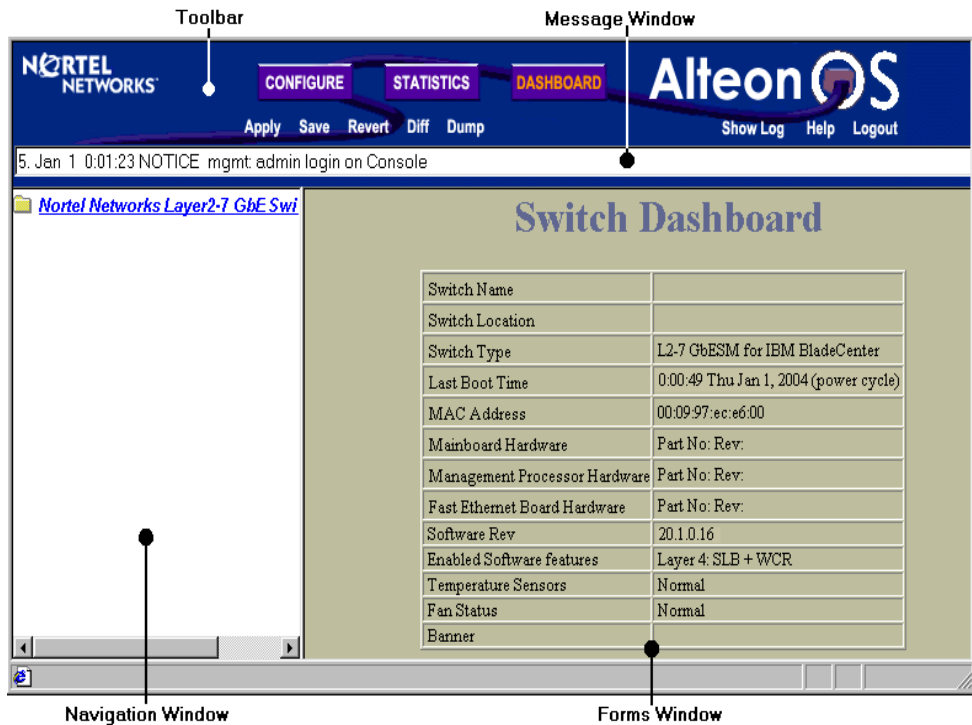 Toolbar
Message Window
NORTEL
NETWORKS
CONFIGURE STATISTICS DASHBOARD
Alteon OS
Apply Save Revert Diff Dump
Show Log Help Logout
5. Jan 1 0:01:23 NOTICE mgmt: admin login on Console
Nortel Networks Layer2-7 GbE Swi
Switch Dashboard
Switch Name
Switch Location
Switch Type L2-7 GbESM for IBM BladeCenter
Last Boot Time 0:00:49 Thu Jan 1, 2004 (power cycle)
MAC Address 00:09:97:ec:e6:00
Mainboard Hardware Part No: Rev:
Management Processor Hardware Part No: Rev:
Fast Ethernet Board Hardware Part No: Rev:
Software Rev 20.1.0.16
Enabled Software features Layer 4: SLB + WCR
Temperature Sensors Normal
Fan Status Normal
Banner
Navigation Window
Forms Window